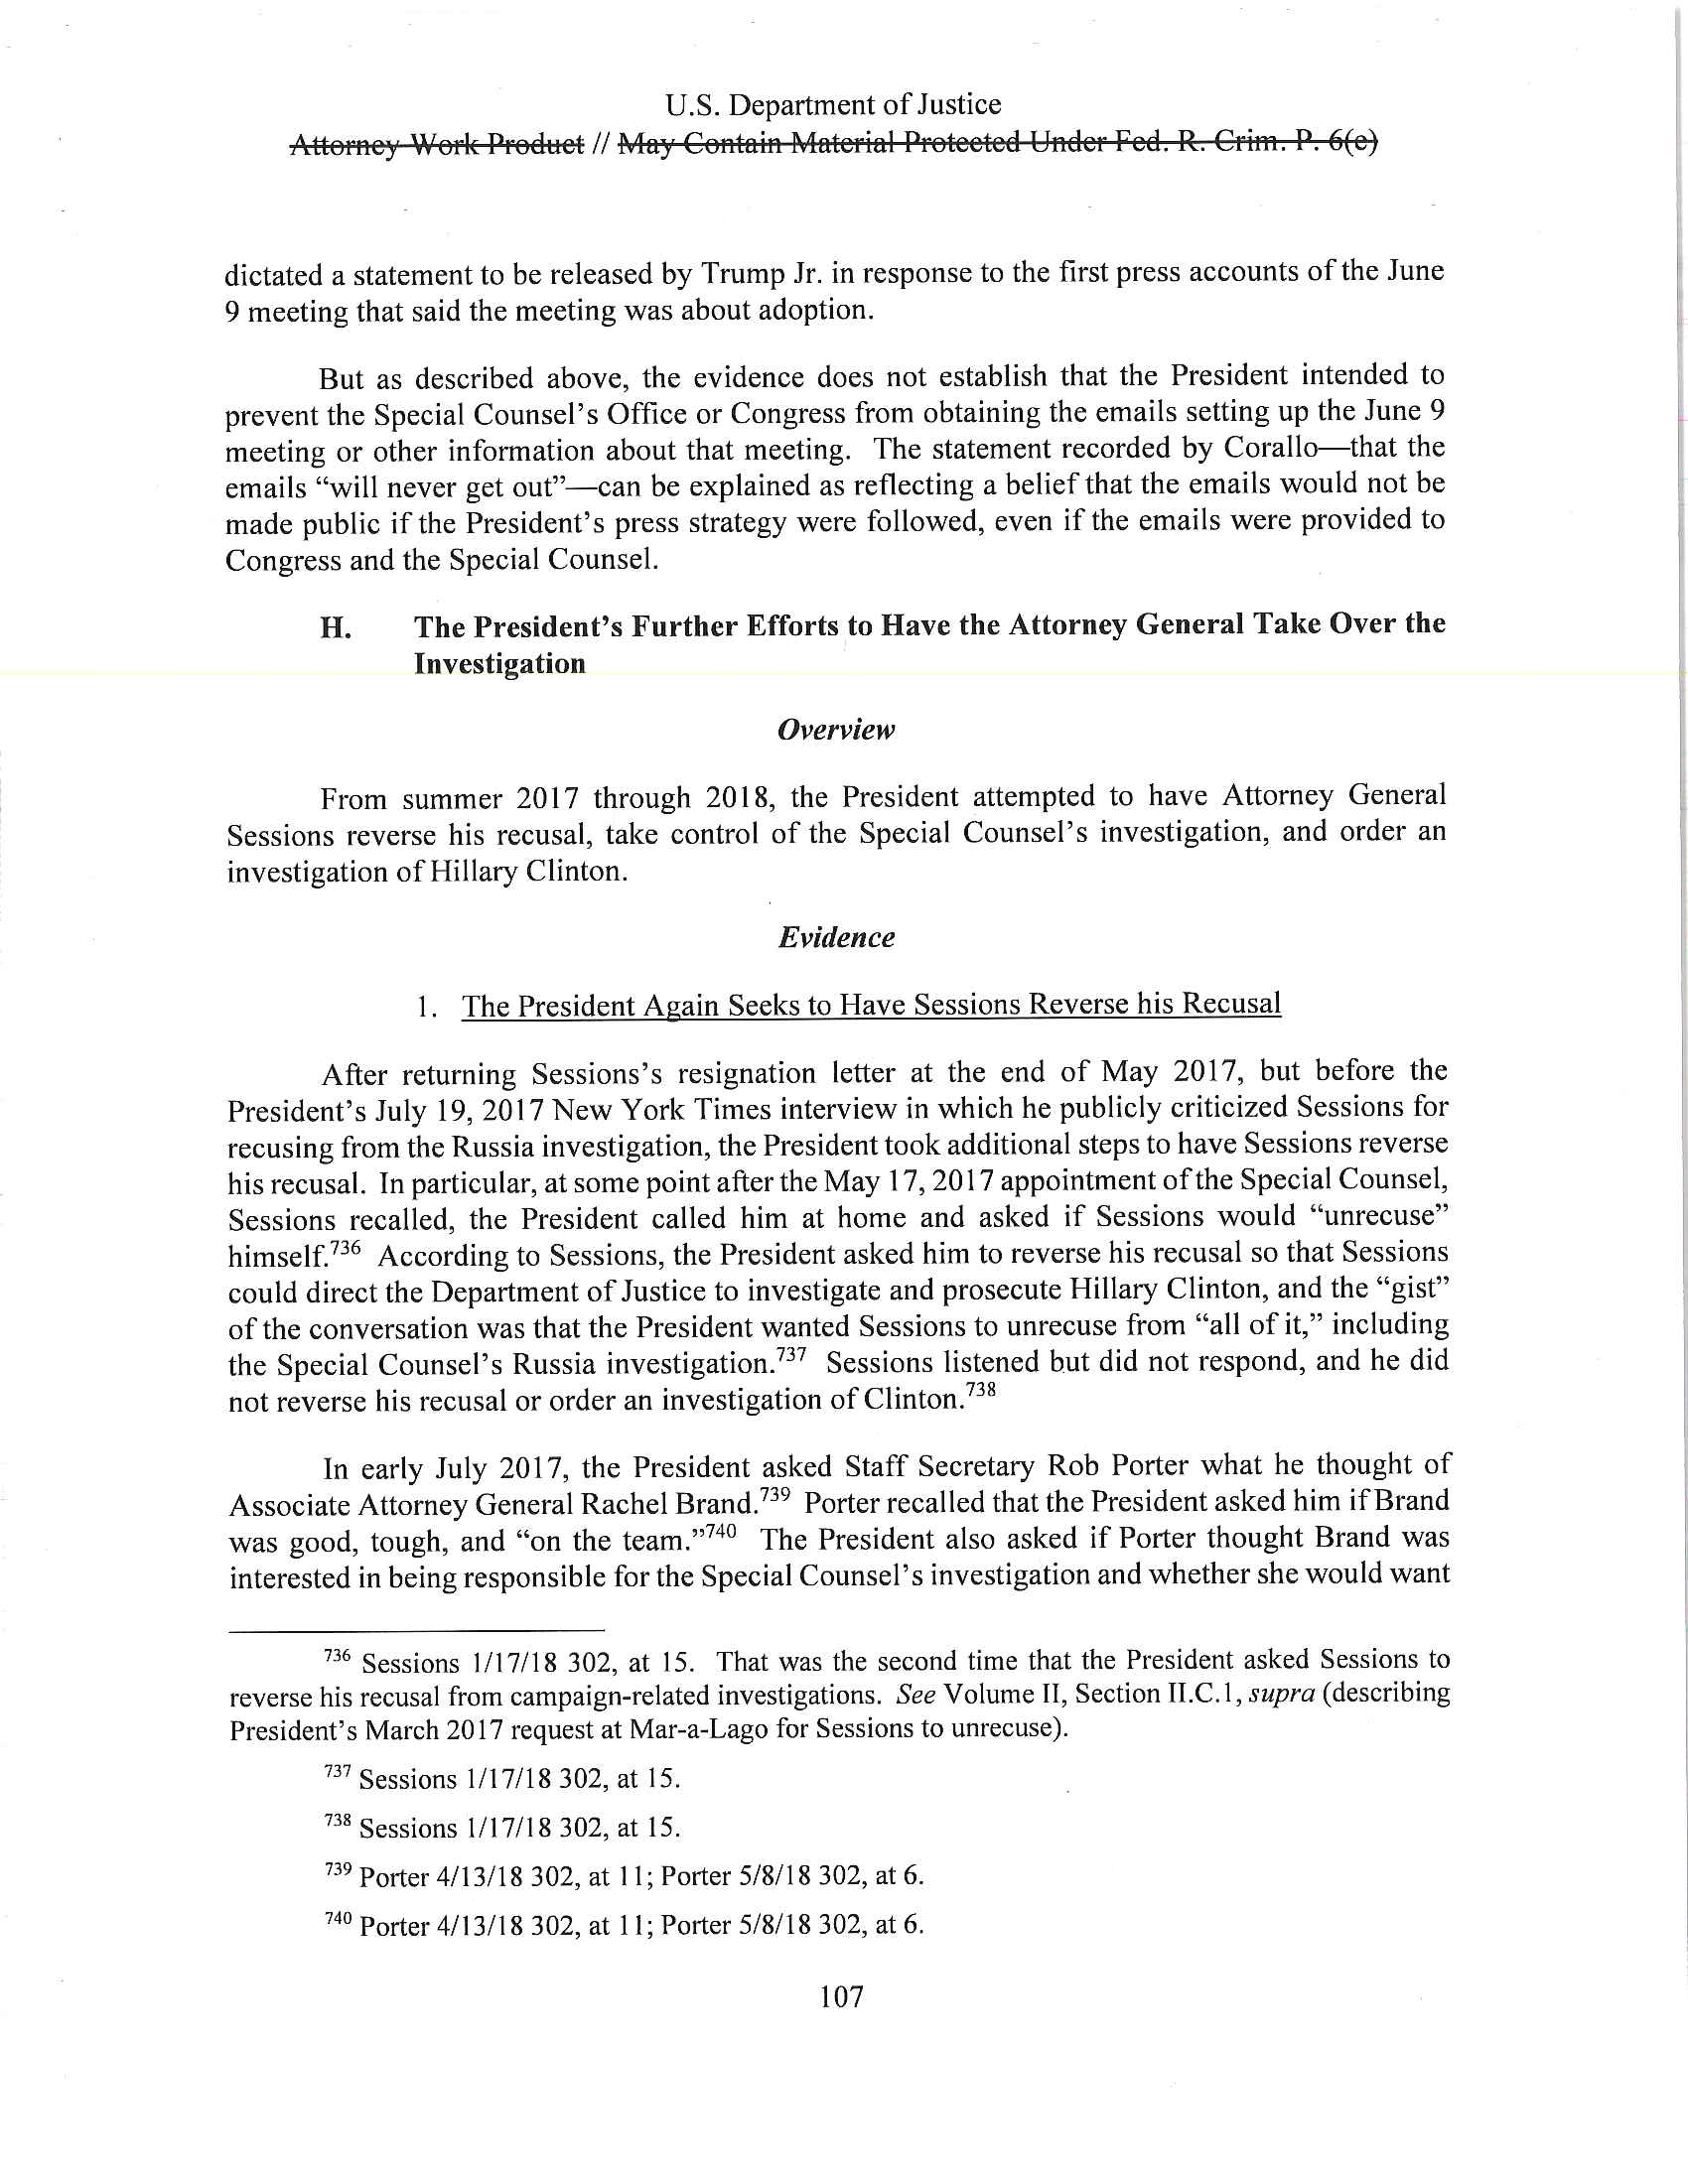 U.S. Department of Justice
Attorney Work Product // May Contain Material Protected Under Fed. R. Crim. P. 6(e)
dictated a statement to be released by Trump Jr. in response to the first press accounts of the June
9 meeting that said the meeting was about adoption.
But as described above, the evidence does not establish that the President intended to
prevent the Special Counsel's Office or Congress from obtaining the emails setting up the June 9
meeting or other information about that meeting. The statement recorded by Corallo—that the
emails “will never get out”—can be explained as reflecting a belief that the emails would not be
made public if the President's press strategy were followed, even if the emails were provided to
Congress and the Special Counsel.
H. The President's Further Efforts to Have the Attorney General Take Over the
Investigation
Overview
From summer 2017 through 2018, the President attempted to have Attorney General
Sessions reverse his recusal, take control of the Special Counsel's investigation, and order an
investigation of Hillary Clinton.
Evidence
1. The President Again Seeks to Have Sessions Reverse his Recusal
After returning Sessions's resignation letter at the end of May 2017, but before the
President's July 19, 2017 New York Times interview in which he publicly criticized Sessions for
recusing from the Russia investigation, the President took additional steps to have Sessions reverse
his recusal. In particular, at some point after the May 17, 2017 appointment of the Special Counsel,
Sessions recalled, the President called him at home and asked if Sessions would “unrecuse”
himself.736 According to Sessions, the President asked him to reverse his recusal so that Sessions
could direct the Department of Justice to investigate and prosecute Hillary Clinton, and the “gist”
of the conversation was that the President wanted Sessions to unrecuse from “all of it,” including
the Special Counsel's Russia investigation.737 Sessions listened but did not respond, and he did
not reverse his recusal or order an investigation of Clinton.738
In early July 2017, the President asked Staff Secretary Rob Porter what he thought of
Associate Attorney General Rachel Brand.739 Porter recalled that the President asked him if Brand
was good, tough, and “on the team.”740 The President also asked if Porter thought Brand was
interested in being responsible for the Special Counsel's investigation and whether she would want
736 Sessions 1/17/18 302, at 15. That was the second time that the President asked Sessions to
reverse his recusal from campaign-related investigations. See Volume II, Section II.C.1, supra (describing
President's March 2017 request at Mar-a-Lago for Sessions to unrecuse).
737 Sessions 1/17/18 302, at 15.
738 Sessions 1/17/18 302, at 15.
739 Porter 4/13/18 302, at 11; Porter 5/8/18 302, at 6.
740 Porter 4/13/18 302, at 11; Porter 5/8/18 302, at 6.
107